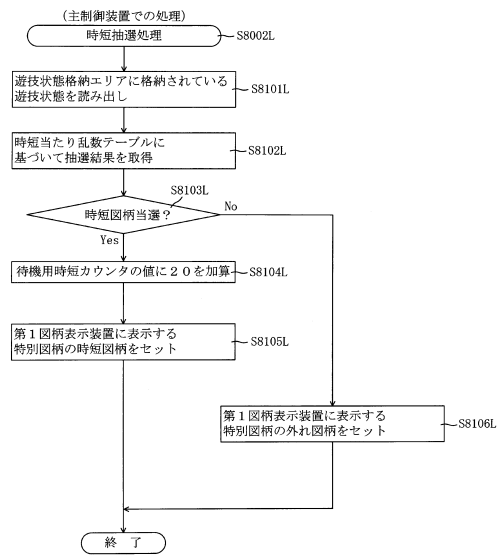 （主制御装置での処理）
時短抽選処理
S8002L
遊技状態格納エリアに格納されている
遊技状態を読み出し
S8101L
時短当たり乱数テーブルに
基づいて抽選結果を取得
S8102L
S8103L
時短図柄当選？
No
Yes
待機用時短カウンタの値に２０を加算
S8104L
第１図柄表示装置に表示する
特別図柄の時短図柄をセット
S8105L
第１図柄表示装置に表示する
特別図柄の外れ図柄をセット
S8106L
終　了